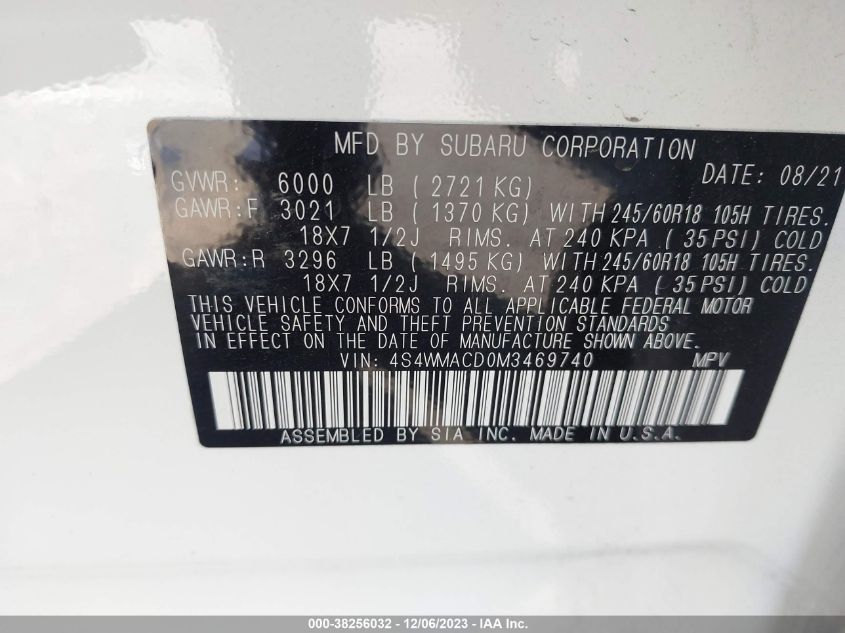 MFD BY SUBARU CORPORATION
DATE: 08/21
GVWR: 6000 LB ( 2721 KG)
GAWR:F 3021 LB ( 1370 KG) WITH 245/60R18 105H TIRES.
18X7 1/2J RIMS. AT 240 KPA ( 35 PSI) COLD
GAWR:R 3296 LB ( 1495 KG) WITH 245/60R18 105H TIRES.
18X7 1/2J RIMS. AT 240 KPA ( 35 PSI) COLD
THIS VEHICLE CONFORMS TO ALL APPLICABLE FEDERAL MOTOR
VEHICLE SAFETY AND THEFT PREVENTION STANDARDS
IN EFFECT ON THE DATE OF MANUFACTURE SHOWN ABOVE.
VIN: 4S4WMACD0M3469740 MPV
ASSEMBLED BY SIA INC. MADE IN U.S.A.
000-38256032 - 12/06/2023 - IAAI.com